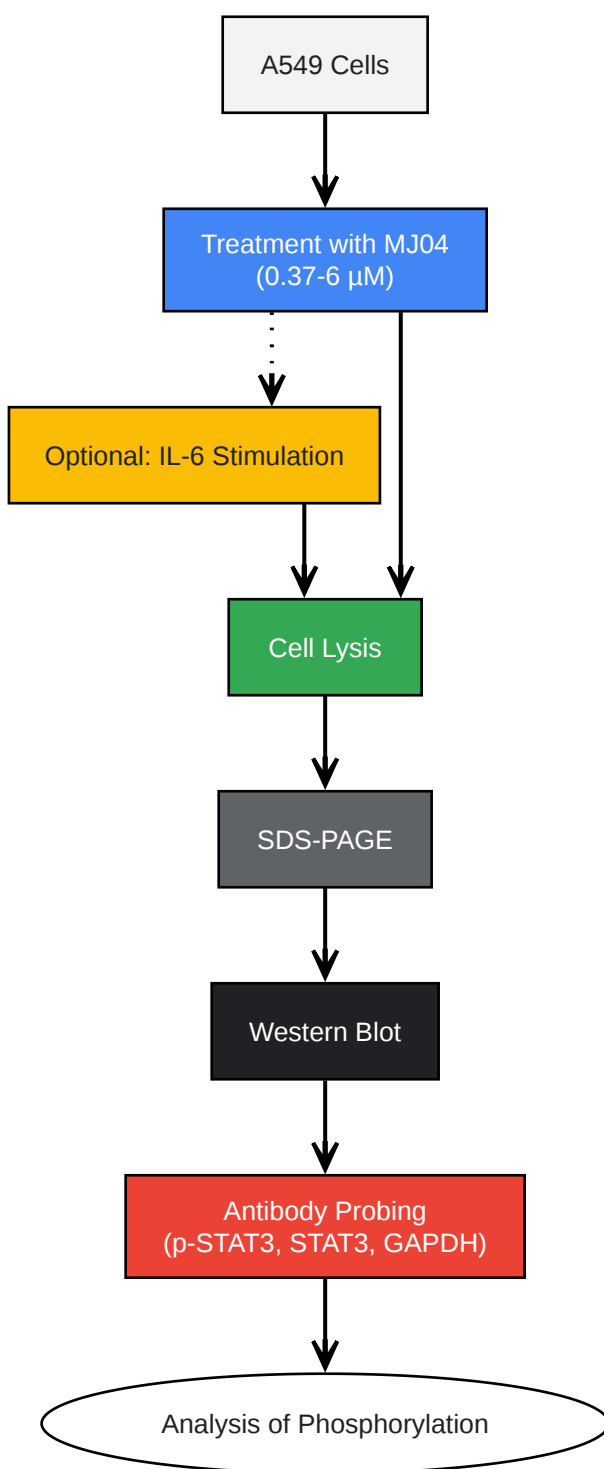 A549 Cells
Treatment with MJ04
(0.37-6 µM)
Optional: IL-6 Stimulation
Cell Lysis
SDS-PAGE
Western Blot
Antibody Probing
(p-STAT3, STAT3, GAPDH)
Analysis of Phosphorylation